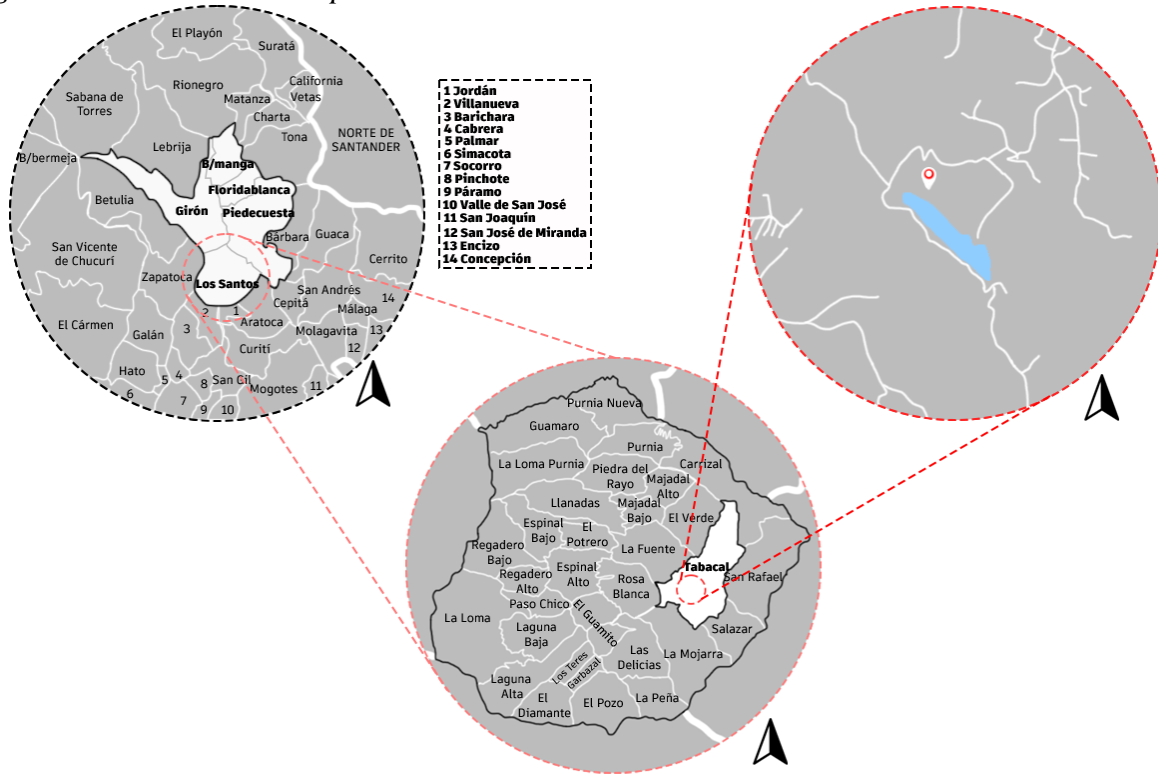 El Playón
Suratá
Rionegro
California
Vetas
Matanza
Sabana de
Torres
Charta
Tona
NORTE DE
SANTANDER
Lebrija
B/bermeja
B/manga
Floridablanca
Betulia
Girón
Piedecuesta
Bárbara
Guaca
San Vicente
de Chucurí
Cerrito
Zapatoca
Los Santos
San Andrés
Cepitá
14
Málaga
2
1
Aratoca
El Cármen
Galán
3
Molagavita
13
Curití
12
Hato
5
4
8
San Gil
Mogotes
11
6
7
9
10
1 Jordán
2 Villanueva
3 Barichara
4 Cabrera
5 Palmar
6 Simacota
7 Socorro
8 Pinchote
9 Páramo
10 Valle de San José
11 San Joaquín
12 San José de Miranda
13 Encizo
14 Concepción
Purnia Nueva
Guamaro
Purnia
La Loma Purnia
Piedra del
Rayo
Carrizal
Majadal
Alto
Llanadas
Majadal
Bajo
El Verde
Espinal
Bajo
El
Potrero
Regadero
Bajo
La Fuente
Espinal
Alto
Tabacal
San Rafael
Regadero
Alto
Rosa
Blanca
Paso Chico
El Guamito
La Loma
Laguna
Baja
Salazar
Las
Delicias
La Mojarra
Los Teres
Garbazal
Laguna
Alta
El
Diamante
El Pozo
La Peña